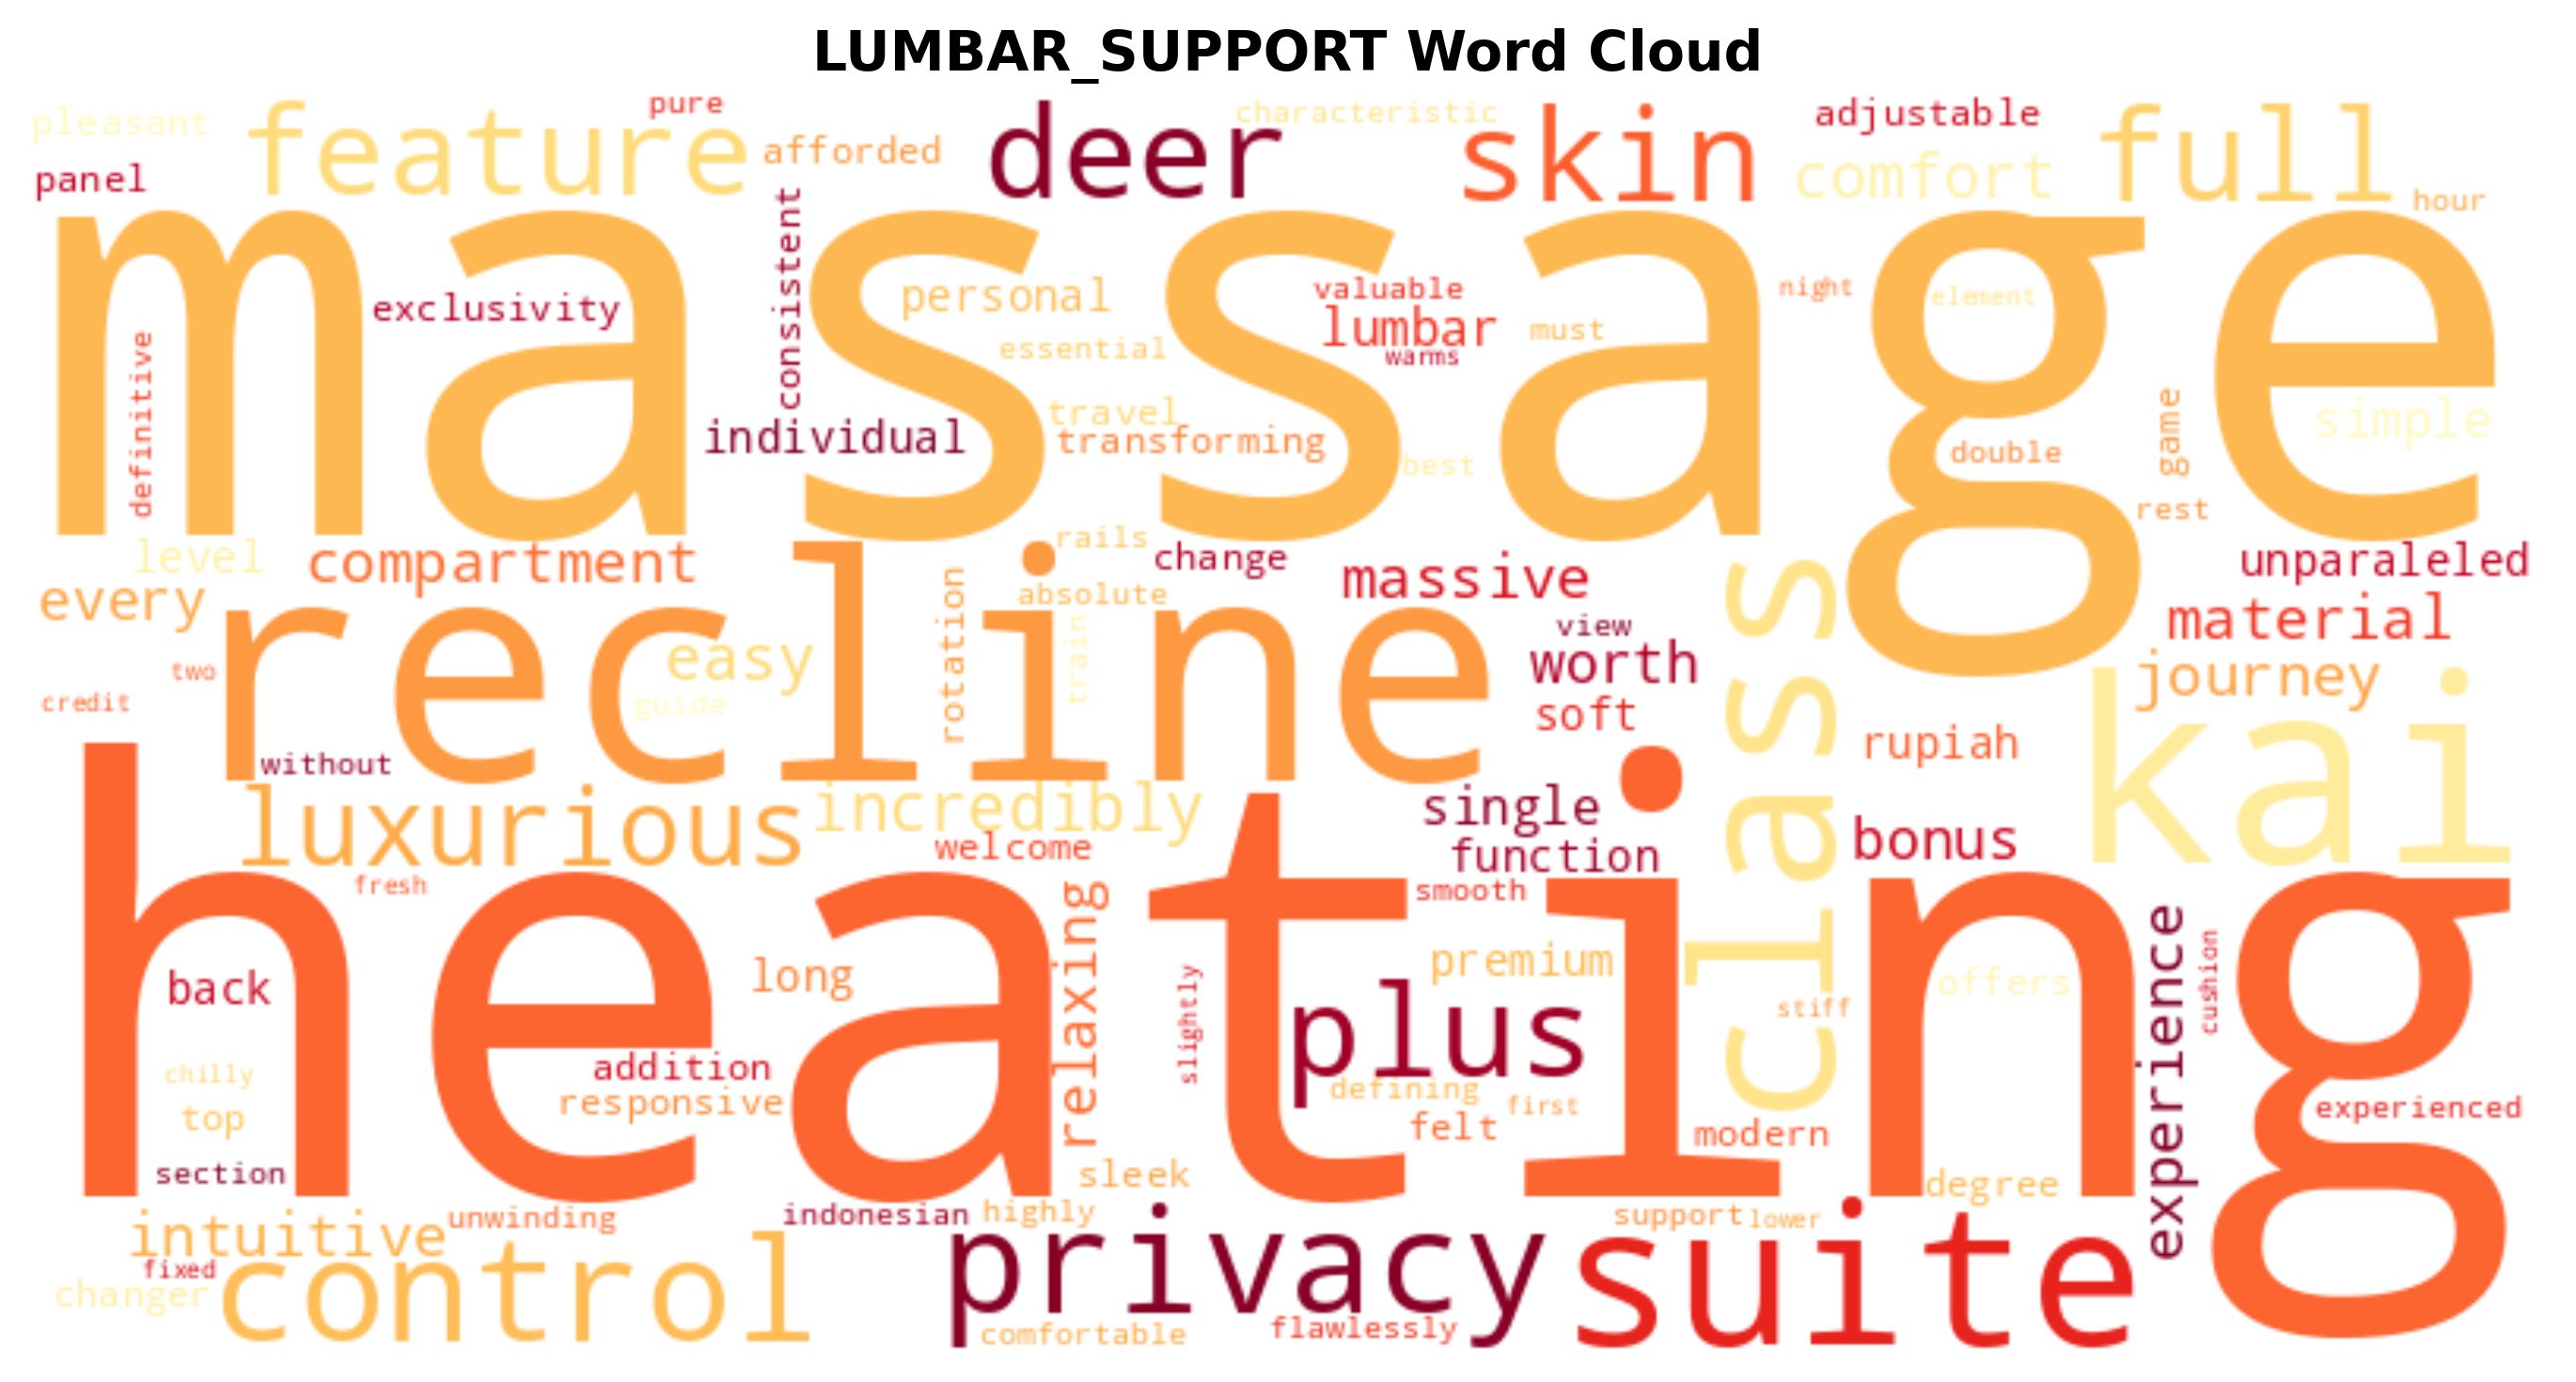 LUMBAR_SUPPORT Word Cloud
pleasant
feature
pure
afforded
deer
characteristic
skin
adjustable
comfort
full
hour
panel
massage
consistent
exclusivity
personal
valuable
lumbar
warms
must
night
element
essential
definitive
individual
travel
transforming
best
double
game
simple
rest
level
compartment
rails
change
massive
unparaleled
every
recline
absolute
rotation
train
easy
guide
view
worth
soft
class
material
journey
two
credit
without
rupiah
kai
luxurious
incredibly
welcome
single
function
bonus
fresh
heating
smooth
relaxing
back
long
slightly
premium
plus
stiff
offers
experience
cushion
chilly
top
addition
responsive
defining
first
felt
modern
experienced
section
sleek
degree
intuitive
unwinding
indonesian
highly
support
lower
fixed
changer
control
privacy
suite
comfortable
flawlessly